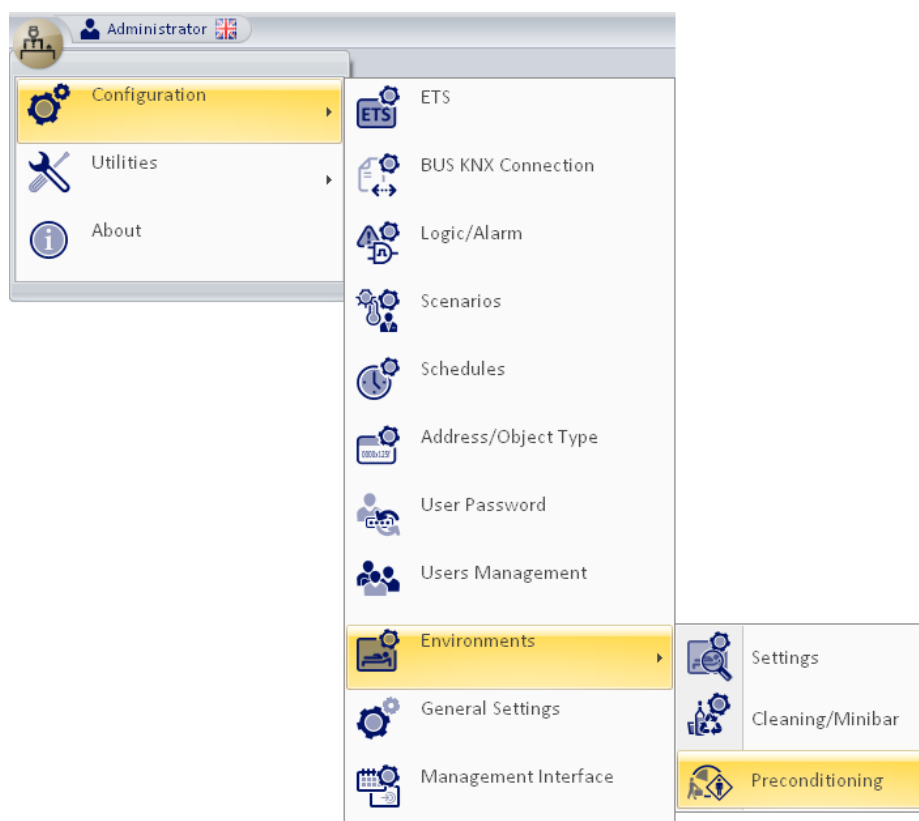 Administrator
Configuration
Utilities
About
ETS
ETS
BUS KNX Connection
Logic/Alarm
Scenarios
Schedules
Address/Object Type
User Password
Users Management
Environments
General Settings
Management Interface
Settings
Cleaning/Minibar
Preconditioning